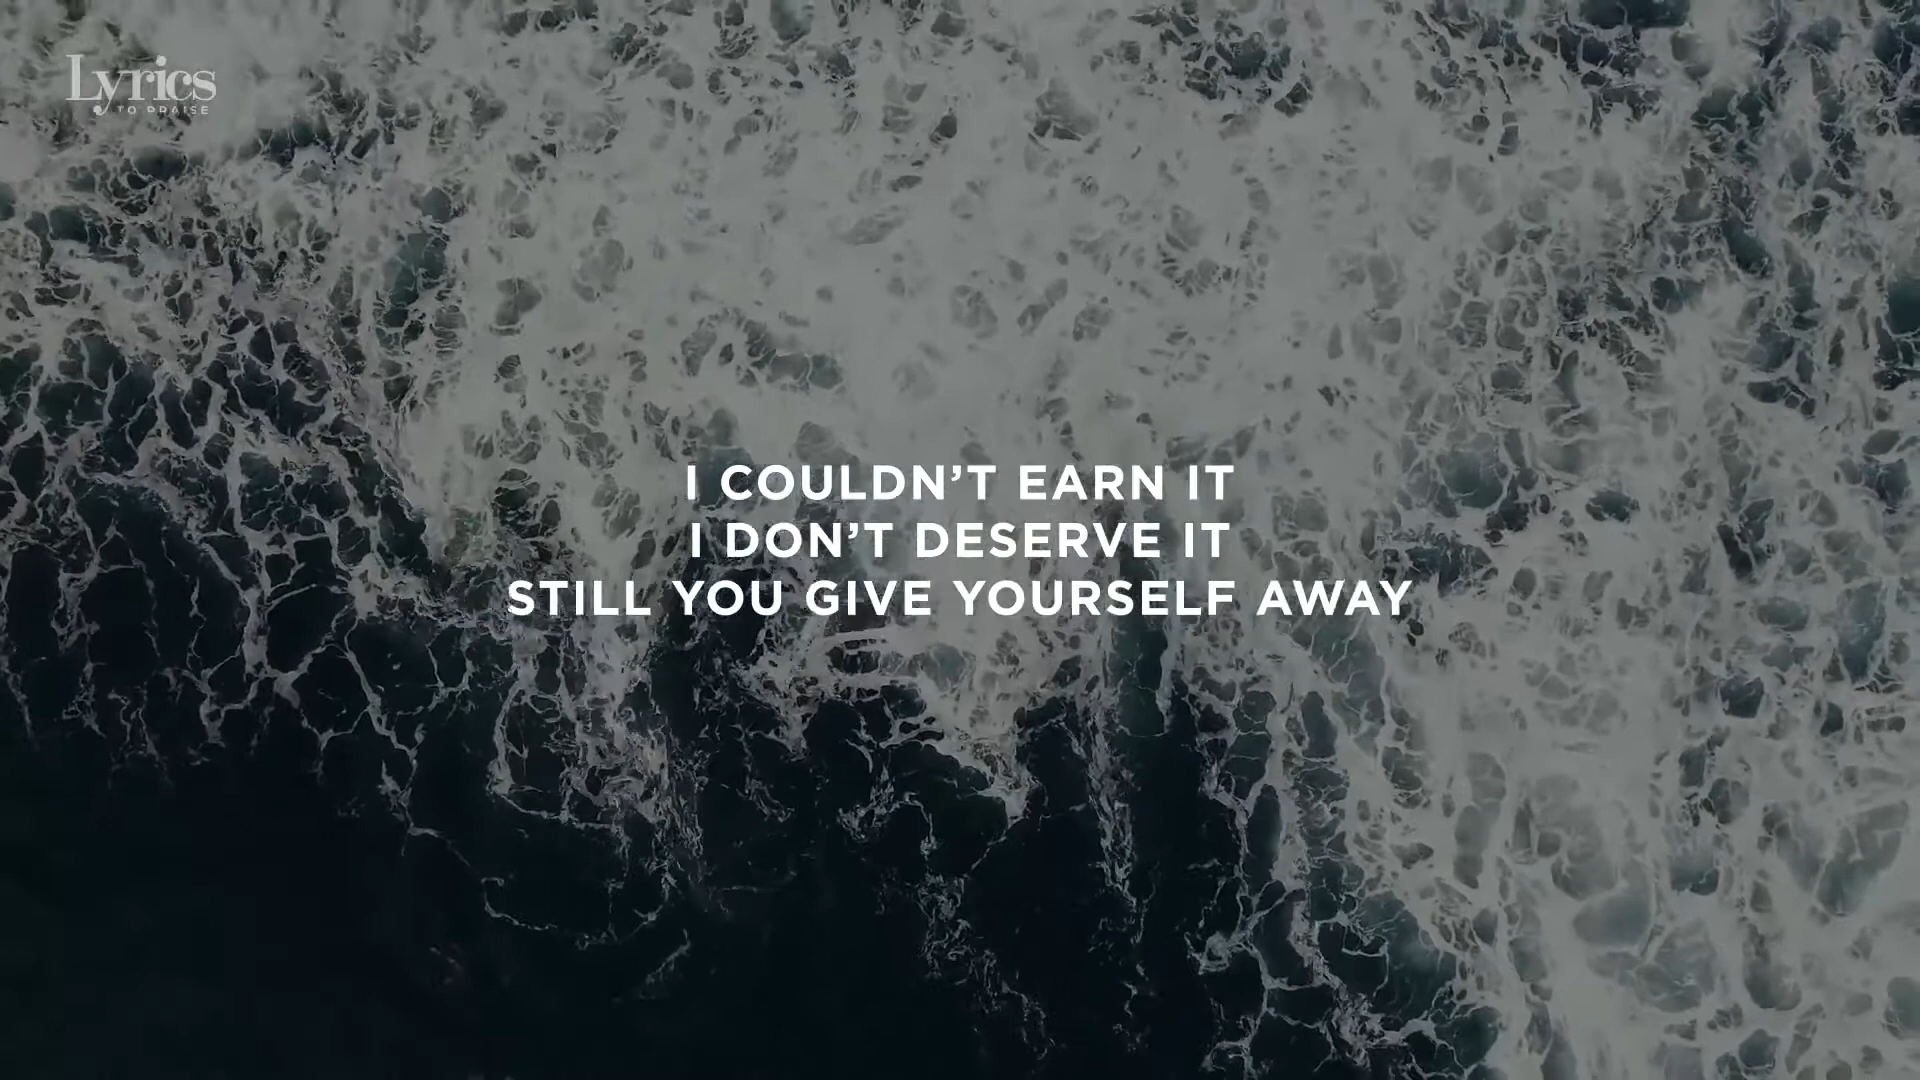 Lyrics
TO PRAISE
I COULDN'T EARN IT
I DON'T DESERVE IT
STILL YOU GIVE YOURSELF AWAY